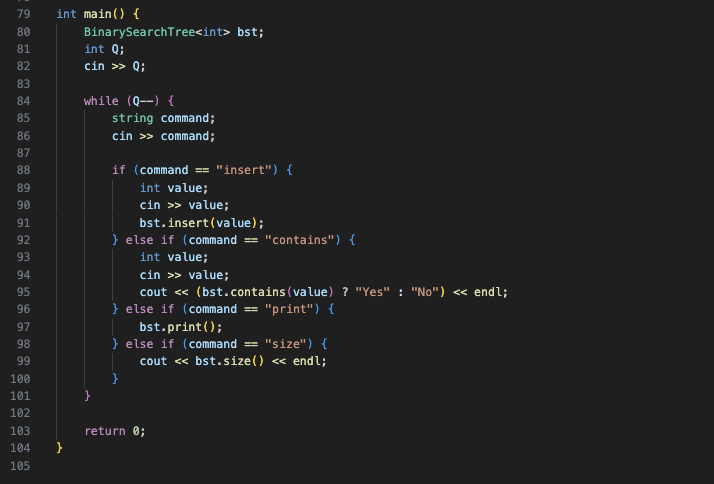 79 int main() {
80     BinarySearchTree<int> bst;
81     int Q;
82     cin >> Q;
83
84     while (Q--) {
85         string command;
86         cin >> command;
87
88         if (command == "insert") {
89             int value;
90             cin >> value;
91             bst.insert(value);
92         } else if (command == "contains") {
93             int value;
94             cin >> value;
95             cout << (bst.contains(value) ? "Yes" : "No") << endl;
96         } else if (command == "print") {
97             bst.print();
98         } else if (command == "size") {
99             cout << bst.size() << endl;
100         }
101     }
102
103     return 0;
104 }
105